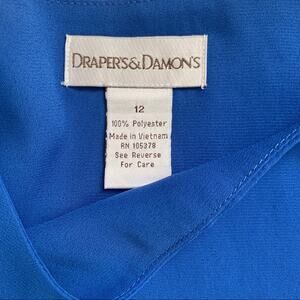 DRAPER'S&DAMON'S
12
100% Polyester
Made in Vietnam
RN 105378
See Reverse
For Care